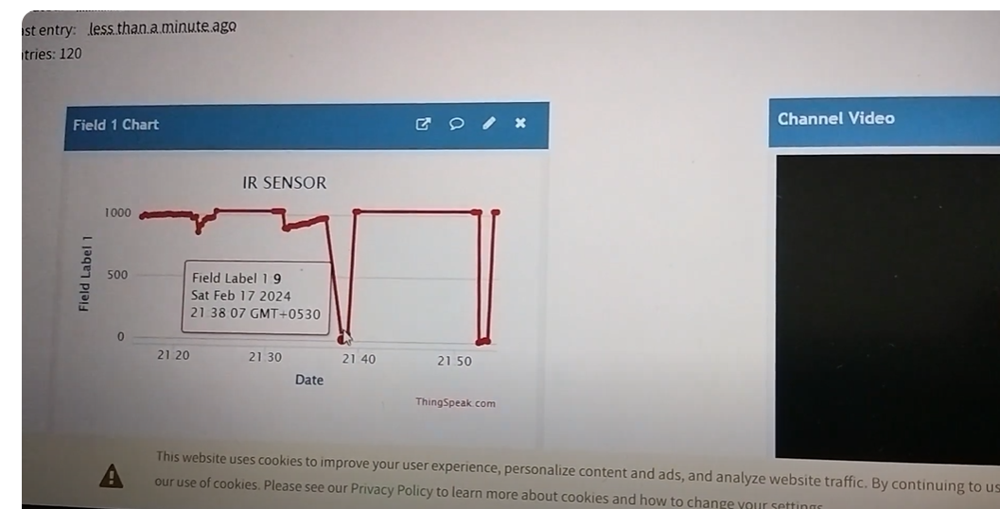 st entry: less than a minute ago
tries: 120
Field 1 Chart
Channel Video
IR SENSOR
1000
Field Label 1
500
Field Label 1 9
Sat Feb 17 2024
21 38 07 GMT+0530
0
21 20 21 30 21 40 21 50
Date
ThingSpeak.com
This website uses cookies to improve your user experience, personalize content and ads, and analyze website traffic. By continuing to us
our use of cookies. Please see our Privacy Policy to learn more about cookies and how to change your settings